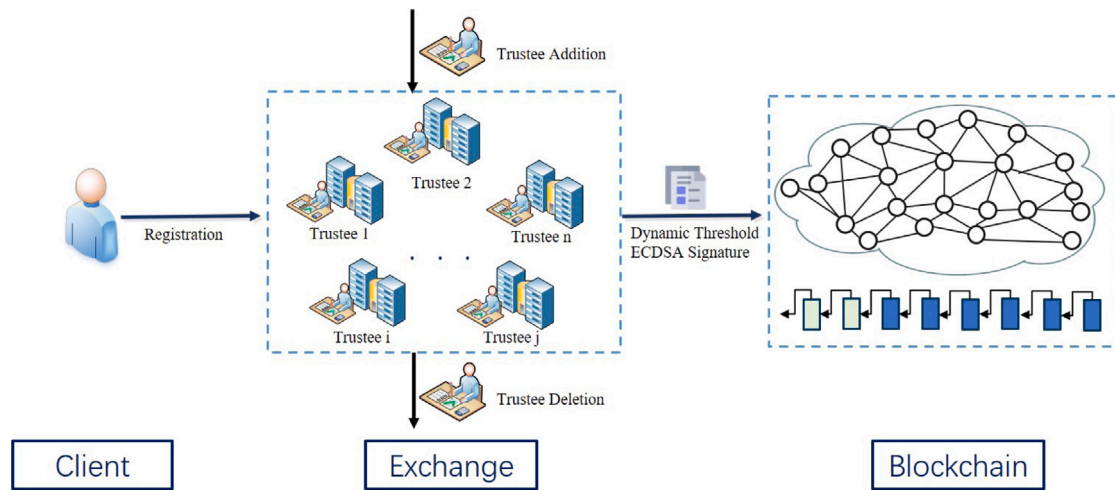 Trustee Addition
Trustee 2
Trustee 1
Trustee n
Registration
Dynamic Threshold
ECDSA Signature
. . .
Trustee i
Trustee j
Trustee Deletion
Client
Exchange
Blockchain